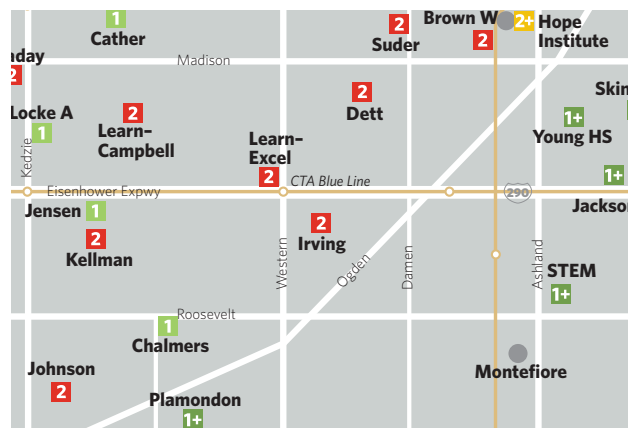 1
Cather
2
Suder
Brown W
2
2+
Hope
Institute
Madison
nday
2
Locke A
1
2
Learn–
Campbell
2
Dett
Learn–
Excel
2
Skin
1+
Young HS
Kedzie
CTA Blue Line
Eisenhower Expwy
290
1+
Jackso
Jensen
1
2
Kellman
2
Irving
Western
Ogden
Damen
Ashland
STEM
1+
Roosevelt
1
Chalmers
Johnson
2
Plamondon
1+
Montefiore